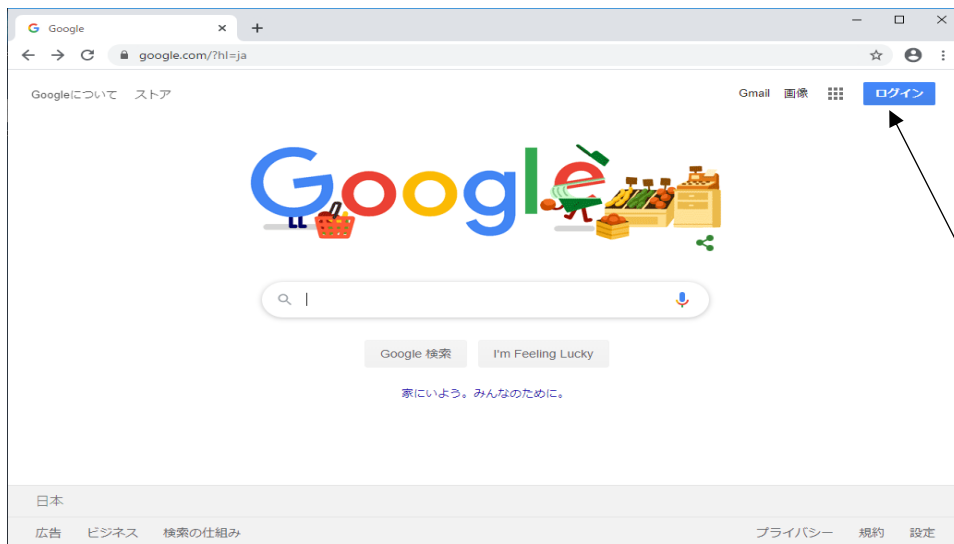 Google
google.com/?hl=ja
Googleについて ストア
Gmail 画像 ログイン
Google
Google 検索 I'm Feeling Lucky
家にいよう。みんなのために。
日本
広告 ビジネス 検索の仕組み プライバシー 規約 設定